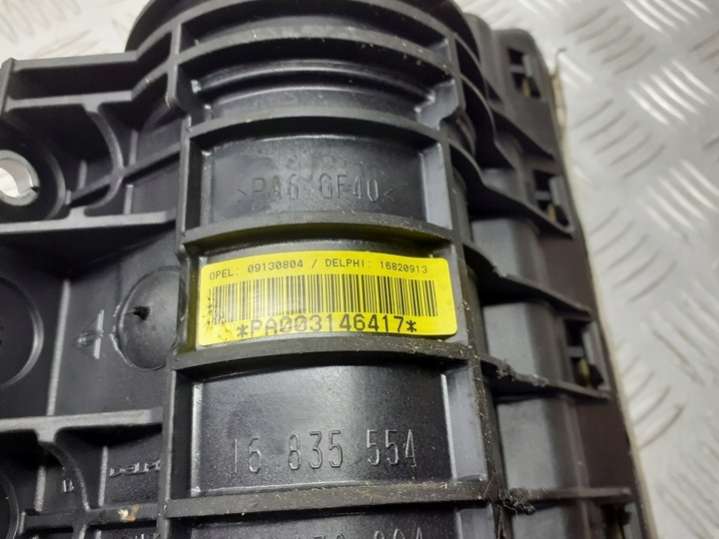 >PA6 GF40<
OPEL: 09130804 / DELPHI: 16820913
*PA003146417*
16 835 554